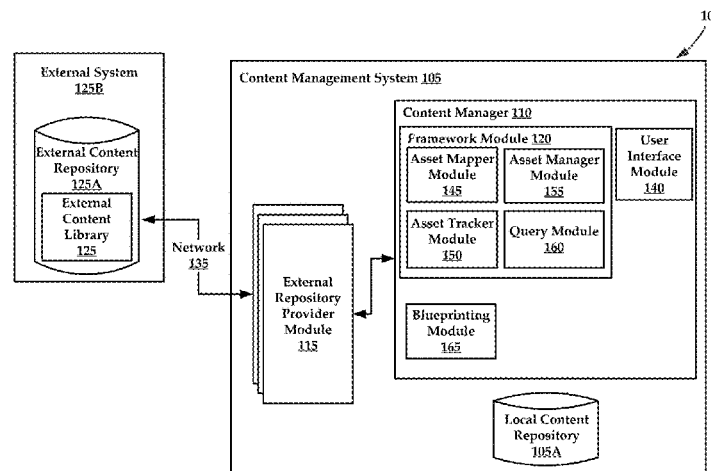 10
External System
125B
External Content
Repository
125A
External
Content
Library
125
Network
135
Content Management System 105
External
Repository
Provider
Module
115
Content Manager 110
Framework Module 120
Asset Mapper
Module
145
Asset Manager
Module
155
Asset Tracker
Module
150
Query Module
160
User
Interface
Module
140
Blueprinting
Module
165
Local Content
Repository
105A